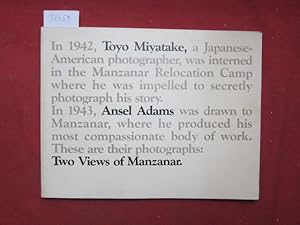 In 1942, Toyo Miyatake, a Japanese-
American photographer, was interned
in the Manzanar Relocation Camp
where he was impelled to secretly
photograph his story.
In 1943, Ansel Adams was drawn to
Manzanar, where he produced his
most compassionate body of work.
These are their photographs:
Two Views of Manzanar.